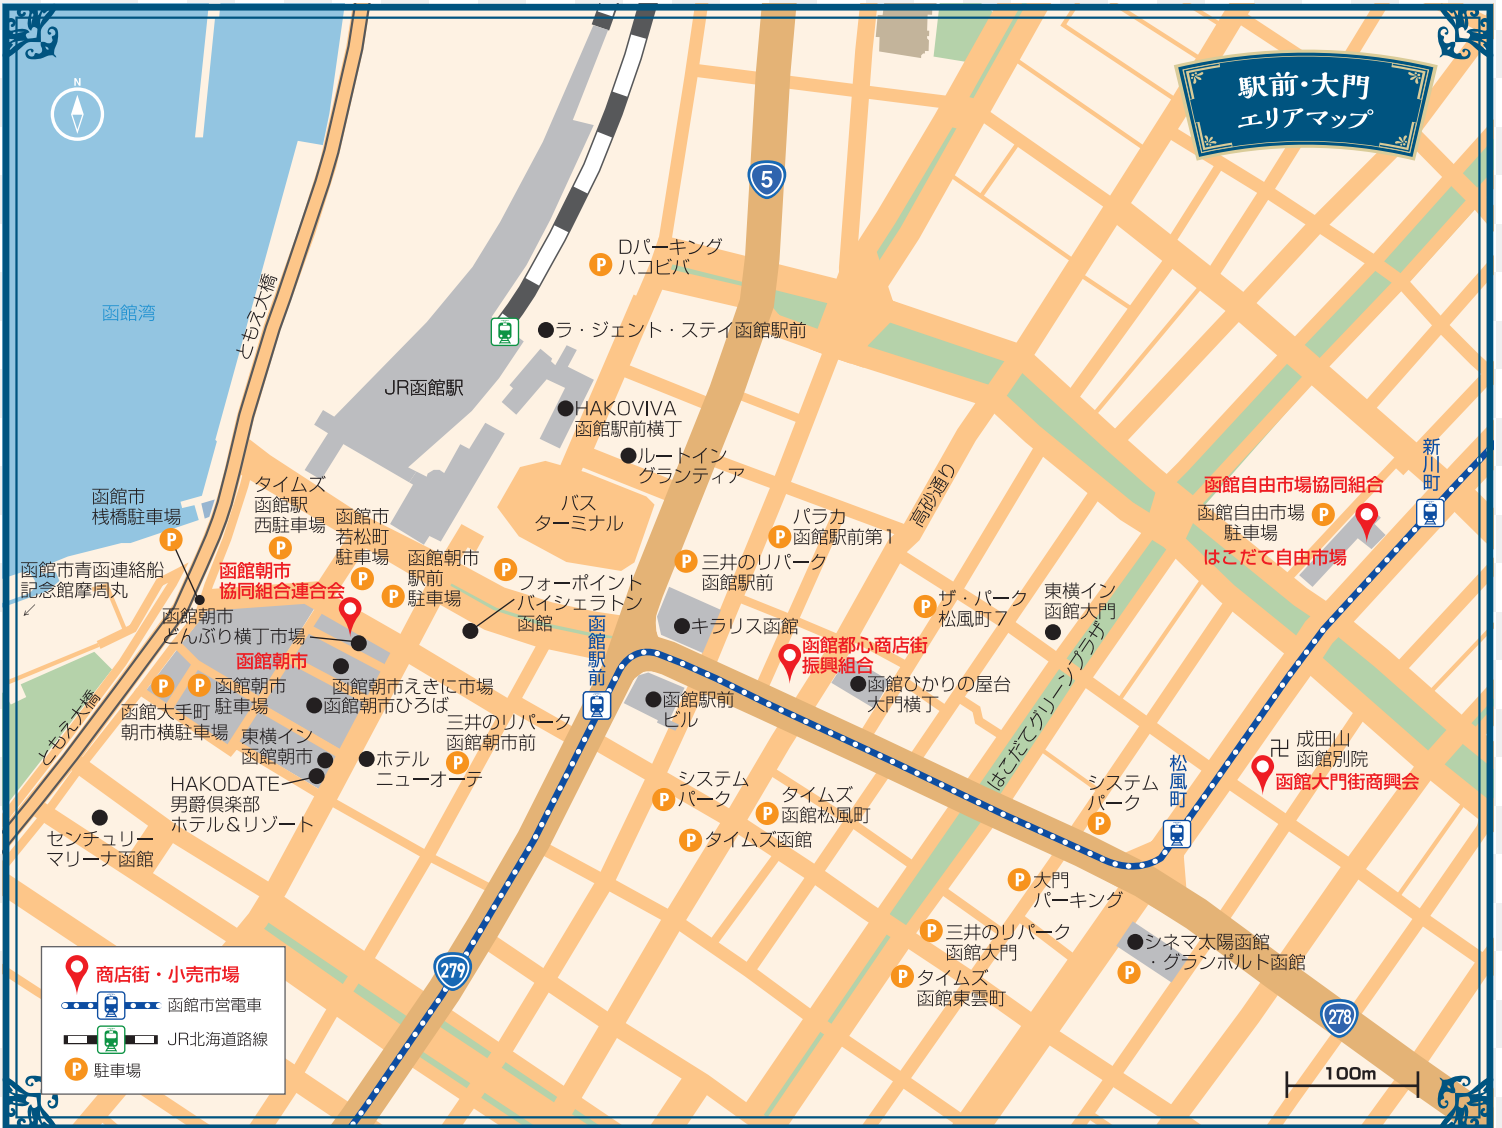 駅前・大門
エリアマップ
N
5
Dパーキング
ハコビバ
P
函館湾
ともえ大橋
ラ・ジェント・ステイ函館駅前
JR函館駅
HAKOVIVA
函館駅前横丁
ルートイン
グランティア
高砂通り
新川町
函館自由市場協同組合
函館自由市場
駐車場
P
はこだて自由市場
函館市
桟橋駐車場
P
タイムズ
函館駅
西駐車場
P
函館市
若松町
駐車場
P
バス
ターミナル
パラカ
函館駅前第1
P
函館朝市
駅前
駐車場
P
三井のリパーク
函館駅前
P
フォーポイント
バイシェラトン
函館
P
函館市青函連絡船
記念館摩周丸
函館朝市
協同組合連合会
函館朝市
どんぶり横丁市場
函館朝市
函館駅前
キラリス函館
ザ・パーク
松風町7
P
東横イン
函館大門
函館都心商店街
振興組合
函館ひかりの屋台
大門横丁
はこだてグリーンプラザ
函館朝市えきに市場
函館朝市ひろば
P
P
函館朝市
駐車場
函館大手町
朝市横駐車場
ともえ大橋
函館駅前
ビル
三井のリパーク
函館朝市前
P
東横イン
函館朝市
ホテル
ニューオーテ
HAKODATE
男爵倶楽部
ホテル&リゾート
センチュリー
マリーナ函館
システム
パーク
P
タイムズ
函館松風町
P
タイムズ函館
P
システム
パーク
P
松風町
卍
成田山
函館別院
函館大門街商興会
大門
パーキング
P
三井のリパーク
函館大門
P
タイムズ
函館東雲町
P
シネマ太陽函館
・グランポルト函館
P
279
278
商店街・小売市場
函館市営電車
JR北海道路線
P
駐車場
100m